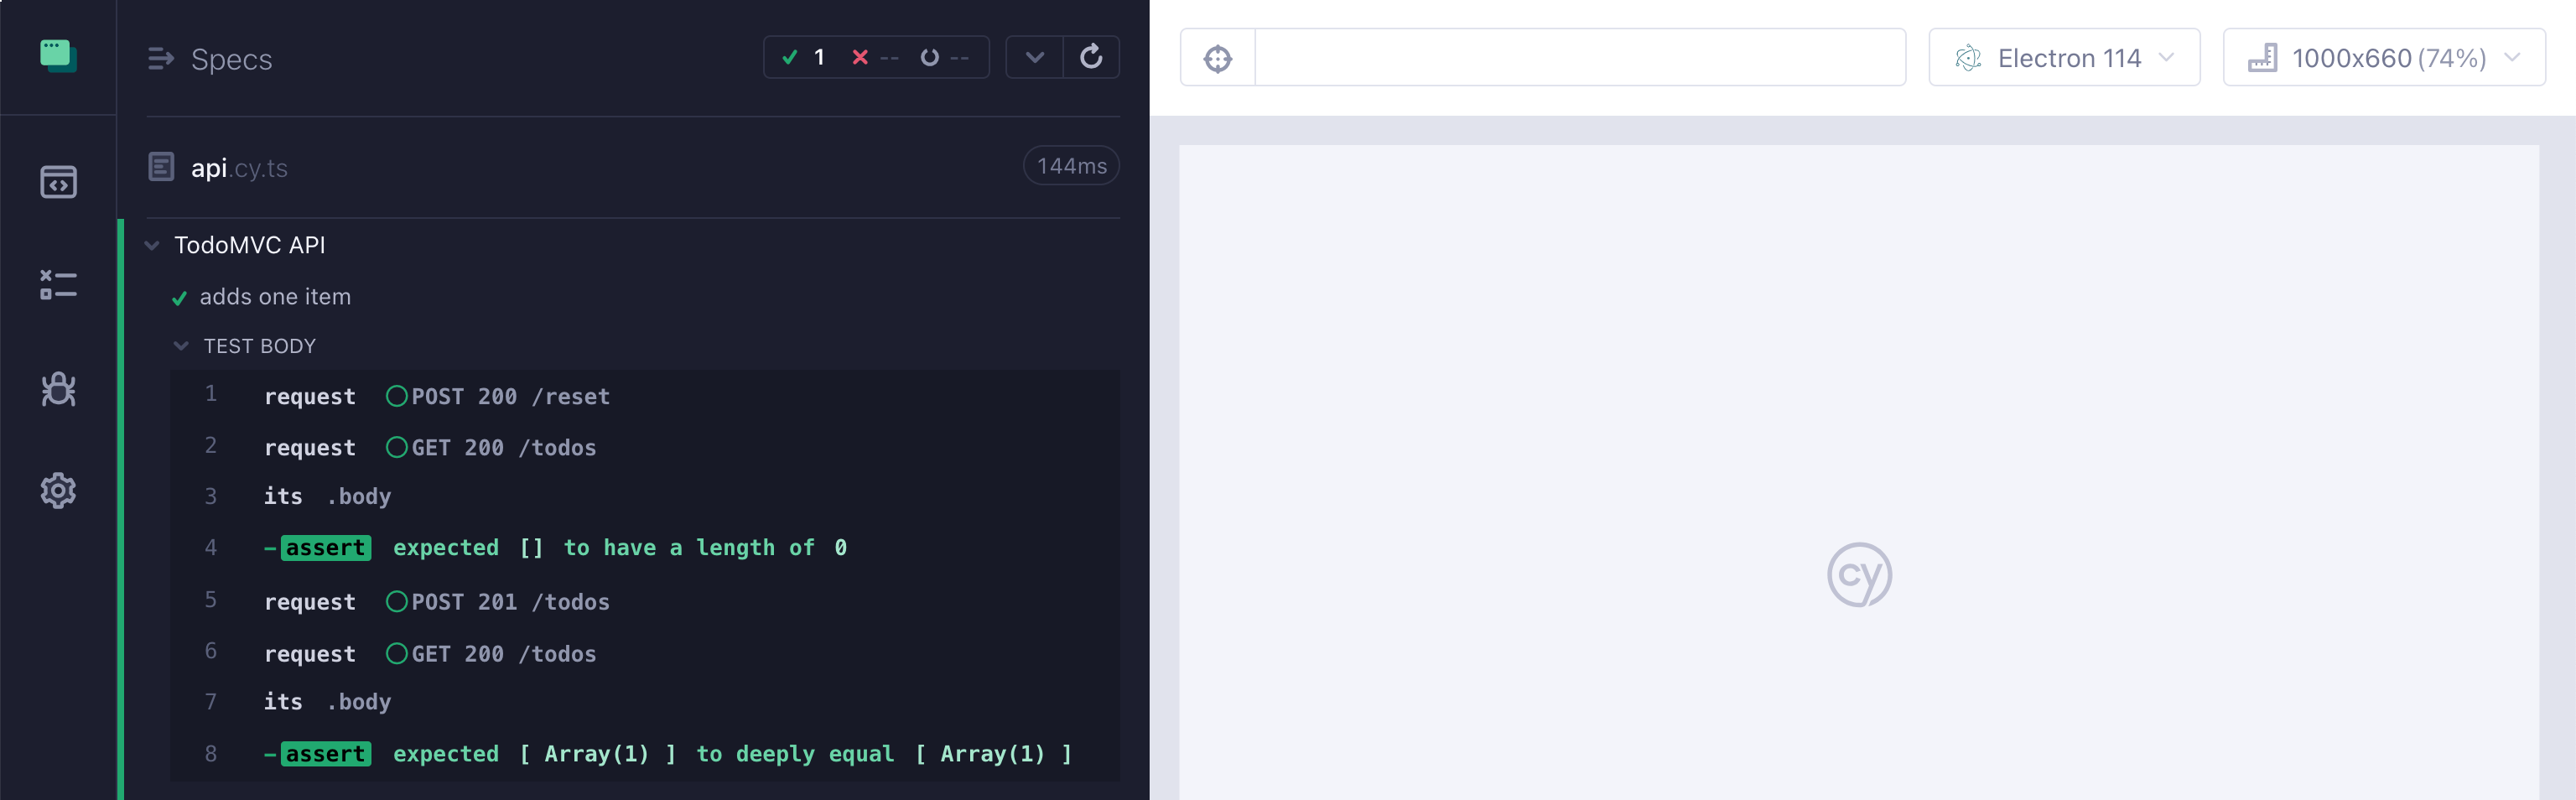 Specs
1 -- --
Electron 114
1000x660 (74%)
api.cy.ts
144ms
TodoMVC API
adds one item
TEST BODY
1 request POST 200 /reset
2 request GET 200 /todos
3 its .body
4 -assert expected [] to have a length of 0
5 request POST 201 /todos
6 request GET 200 /todos
7 its .body
8 -assert expected [ Array(1) ] to deeply equal [ Array(1) ]
cy